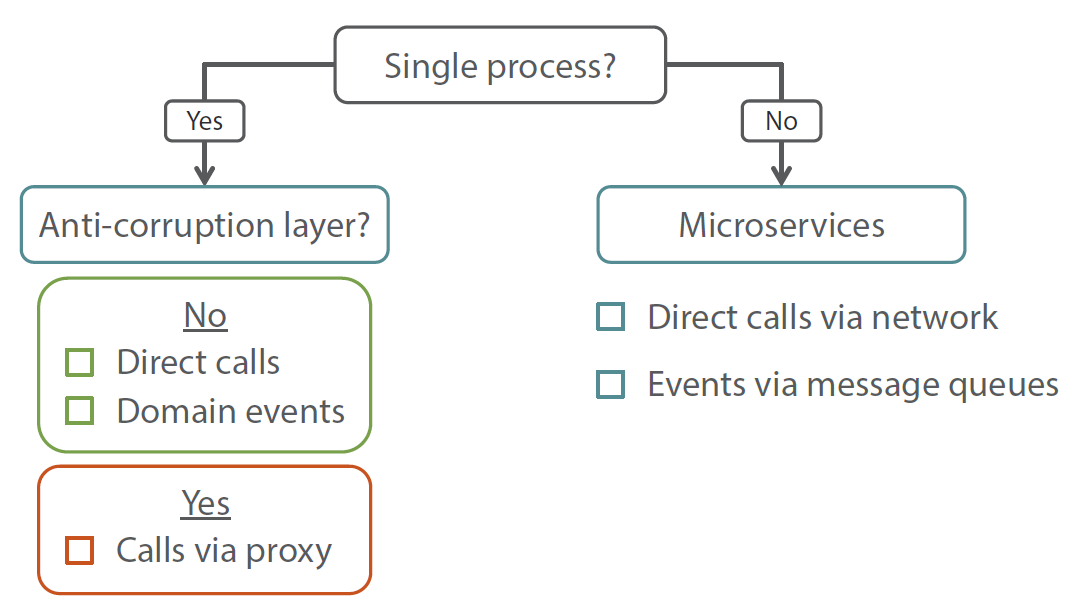 Single process?
Yes
No
Anti-corruption layer?
Microservices
No
Direct calls
Domain events
Yes
Calls via proxy
Direct calls via network
Events via message queues